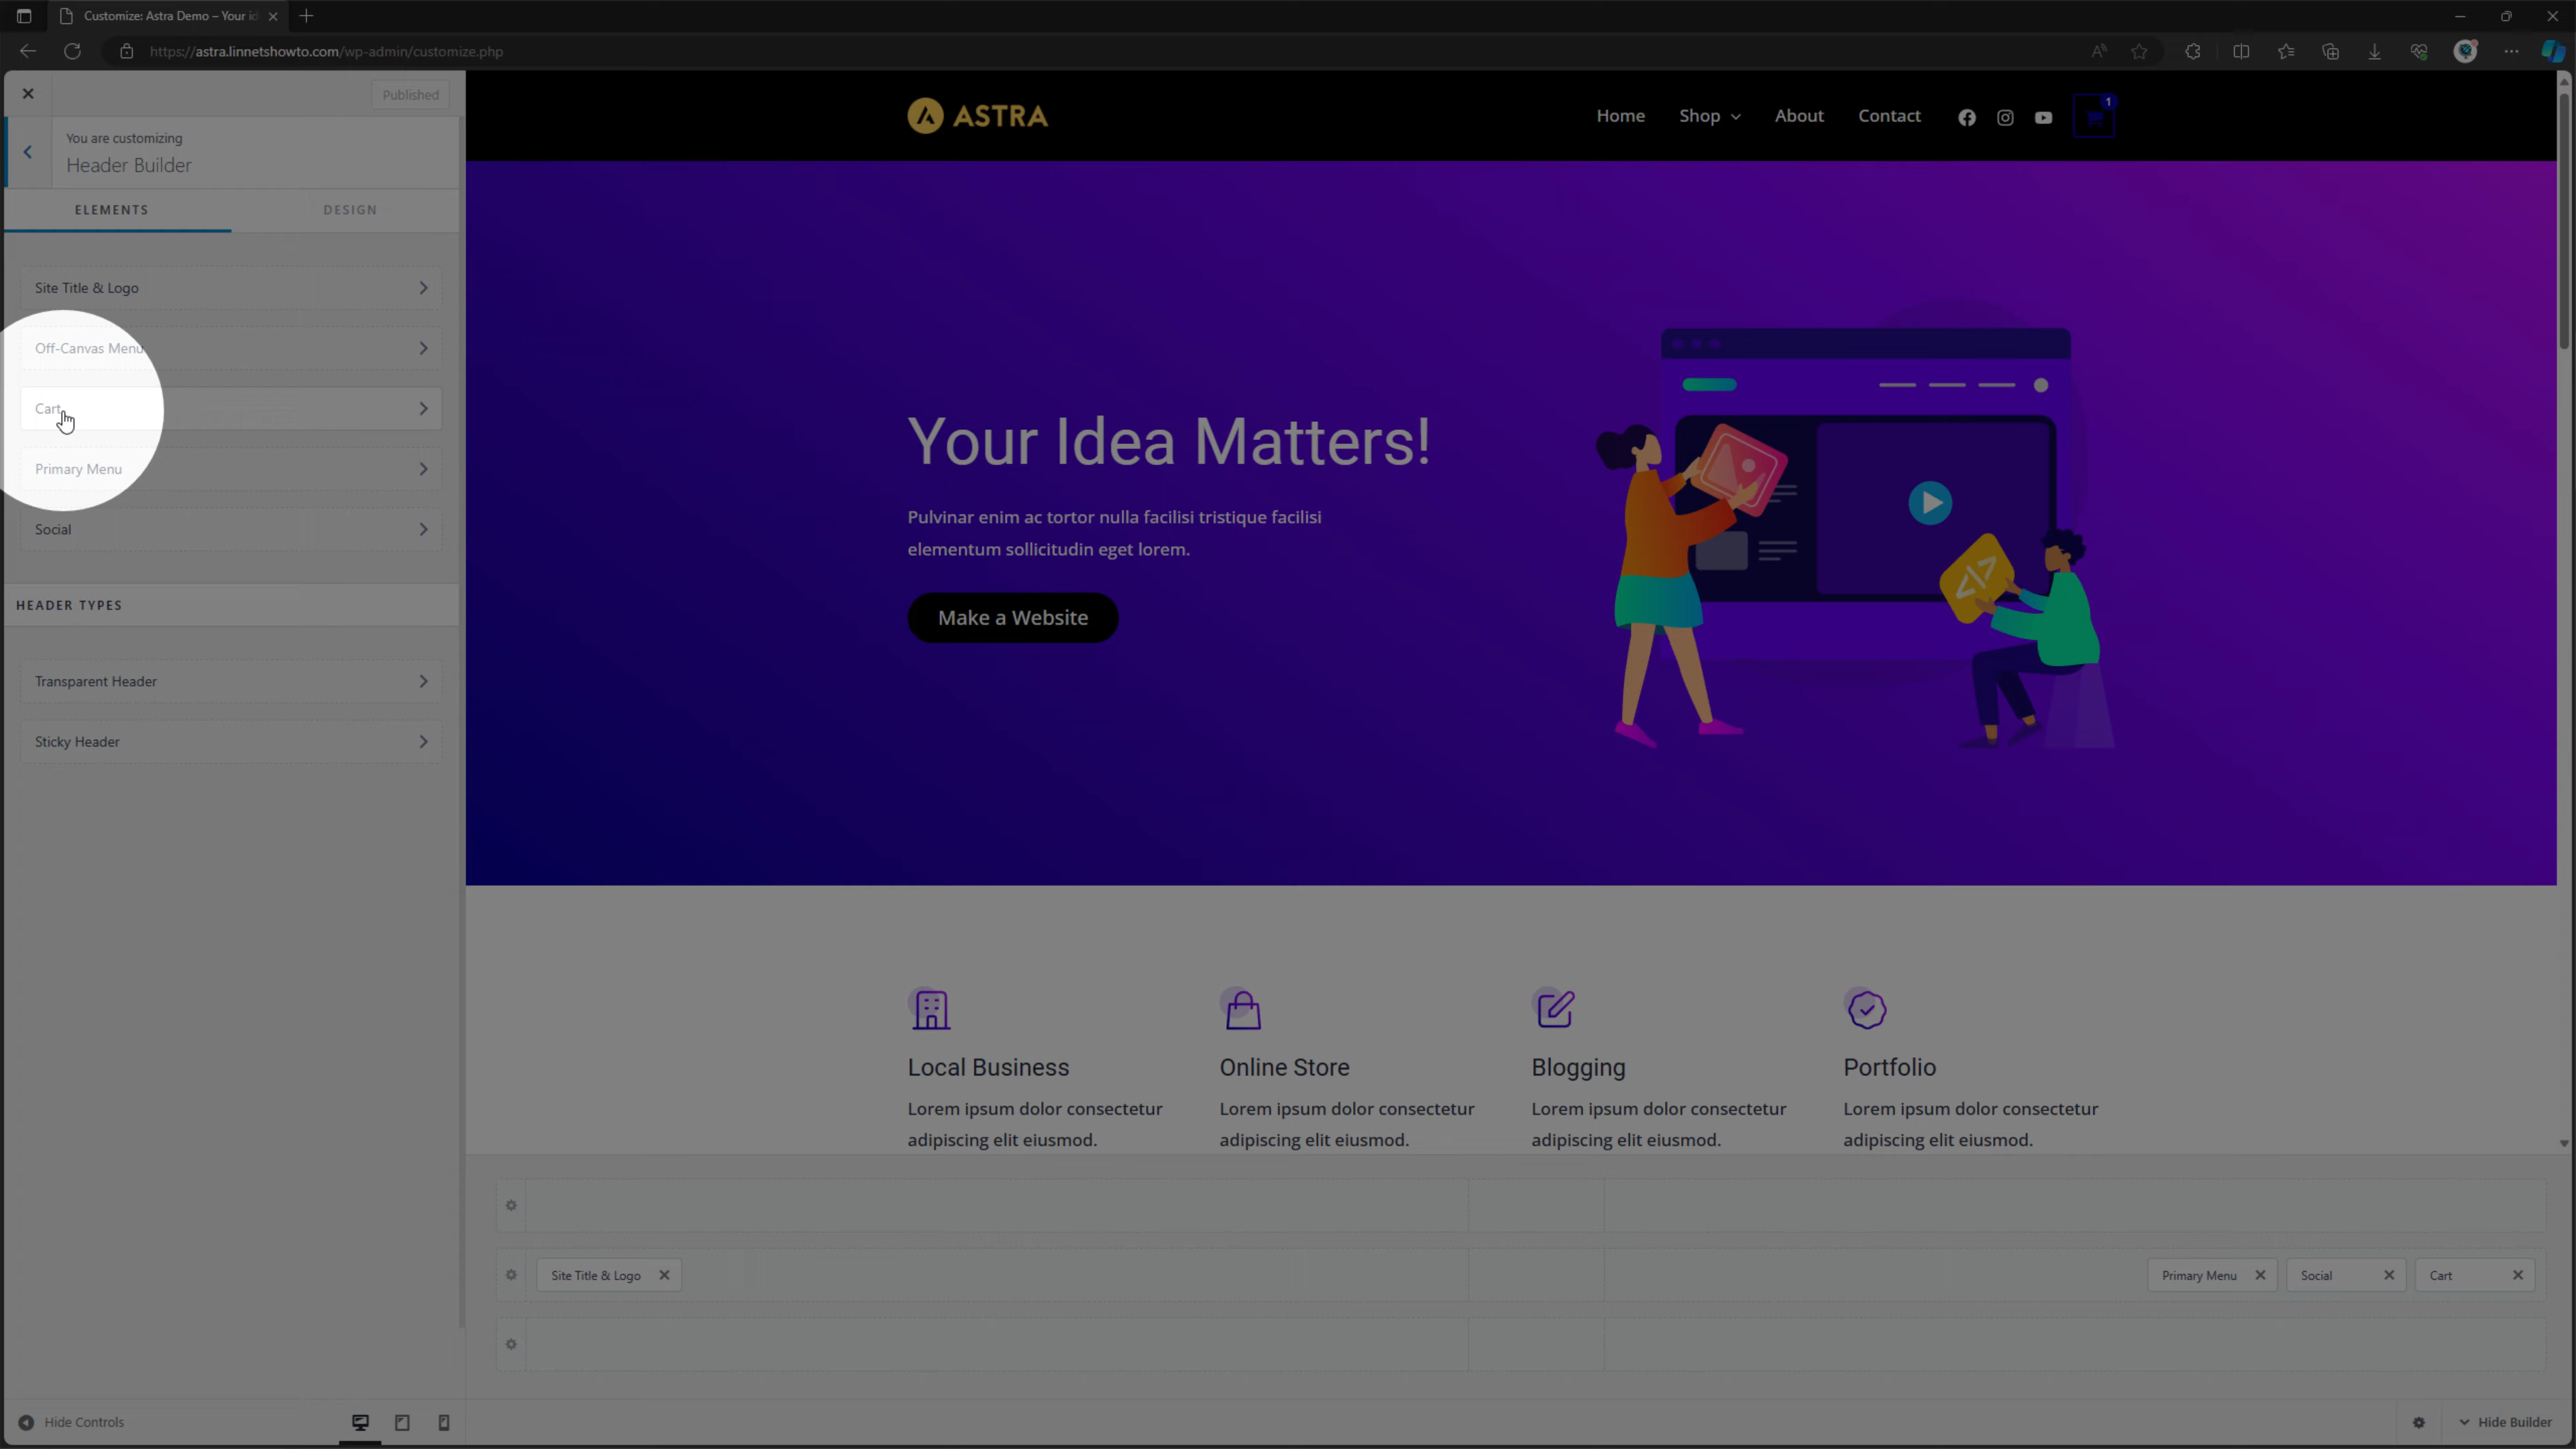 Customize: Astra Demo – Your id
https://astra.linnetshowto.com/wp-admin/customize.php
Published
You are customizing
Header Builder
ELEMENTS
DESIGN
Site Title & Logo
Off-Canvas Menu
Cart
Primary Menu
Social
HEADER TYPES
Transparent Header
Sticky Header
Hide Controls
ASTRA
Home
Shop
About
Contact
1
Your Idea Matters!
Pulvinar enim ac tortor nulla facilisi tristique facilisi
elementum sollicitudin eget lorem.
Make a Website
Local Business
Lorem ipsum dolor consectetur
adipiscing elit eiusmod.
Online Store
Lorem ipsum dolor consectetur
adipiscing elit eiusmod.
Blogging
Lorem ipsum dolor consectetur
adipiscing elit eiusmod.
Portfolio
Lorem ipsum dolor consectetur
adipiscing elit eiusmod.
Site Title & Logo
Primary Menu
Social
Cart
Hide Builder